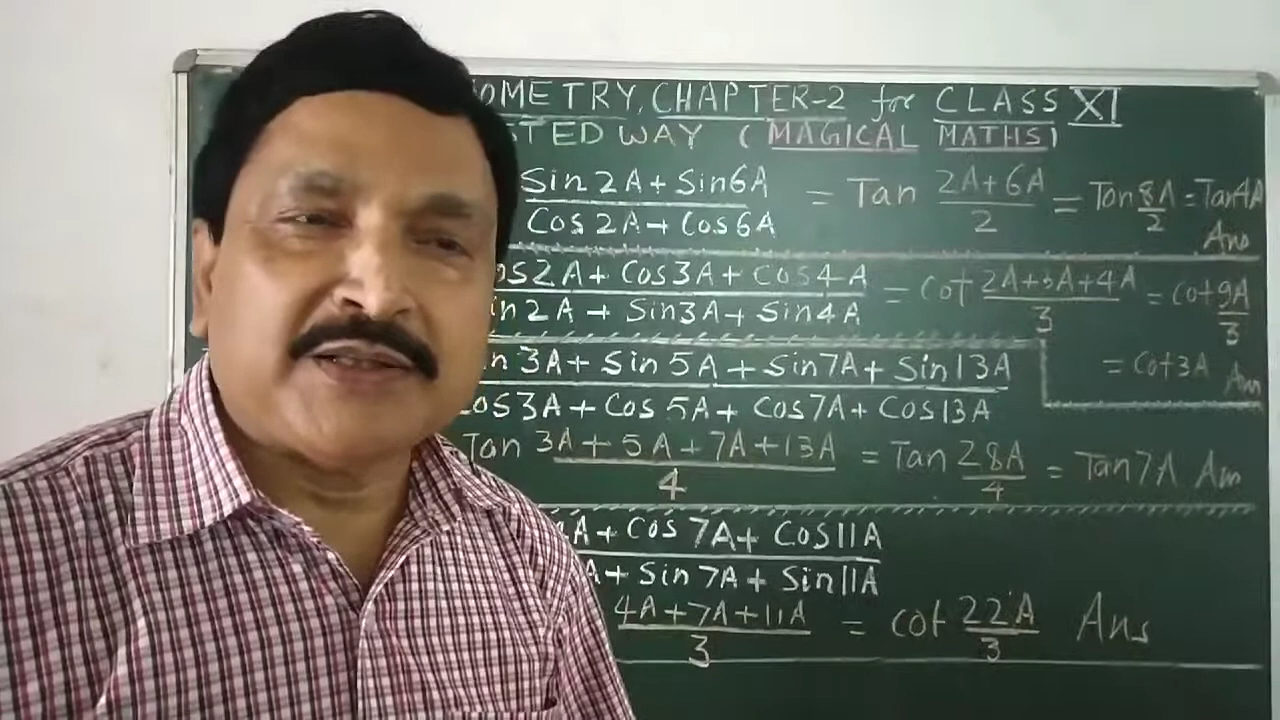 OMETRY, CHAPTER-2 for CLASS XI
STED WAY (MAGICAL MATHS)
Sin2A + Sin6A / Cos2A + Cos6A = Tan 2A+6A / 2 = Tan 8A / 2 = Tan4A
Ans
os2A + Cos3A + Cos4A / in2A + Sin3A + Sin4A = Cot 2A+3A+4A / 3 = Cot 9A / 3
= Cot3A Ans
n3A + Sin5A + Sin7A + Sin13A
Cos3A + Cos5A + Cos7A + Cos13A
Tan 3A + 5A + 7A + 13A / 4 = Tan 28A / 4 = Tan7A Ans
A + Cos7A + Cos11A
A + Sin7A + Sin11A
4A+7A+11A / 3 = Cot 22A / 3 Ans